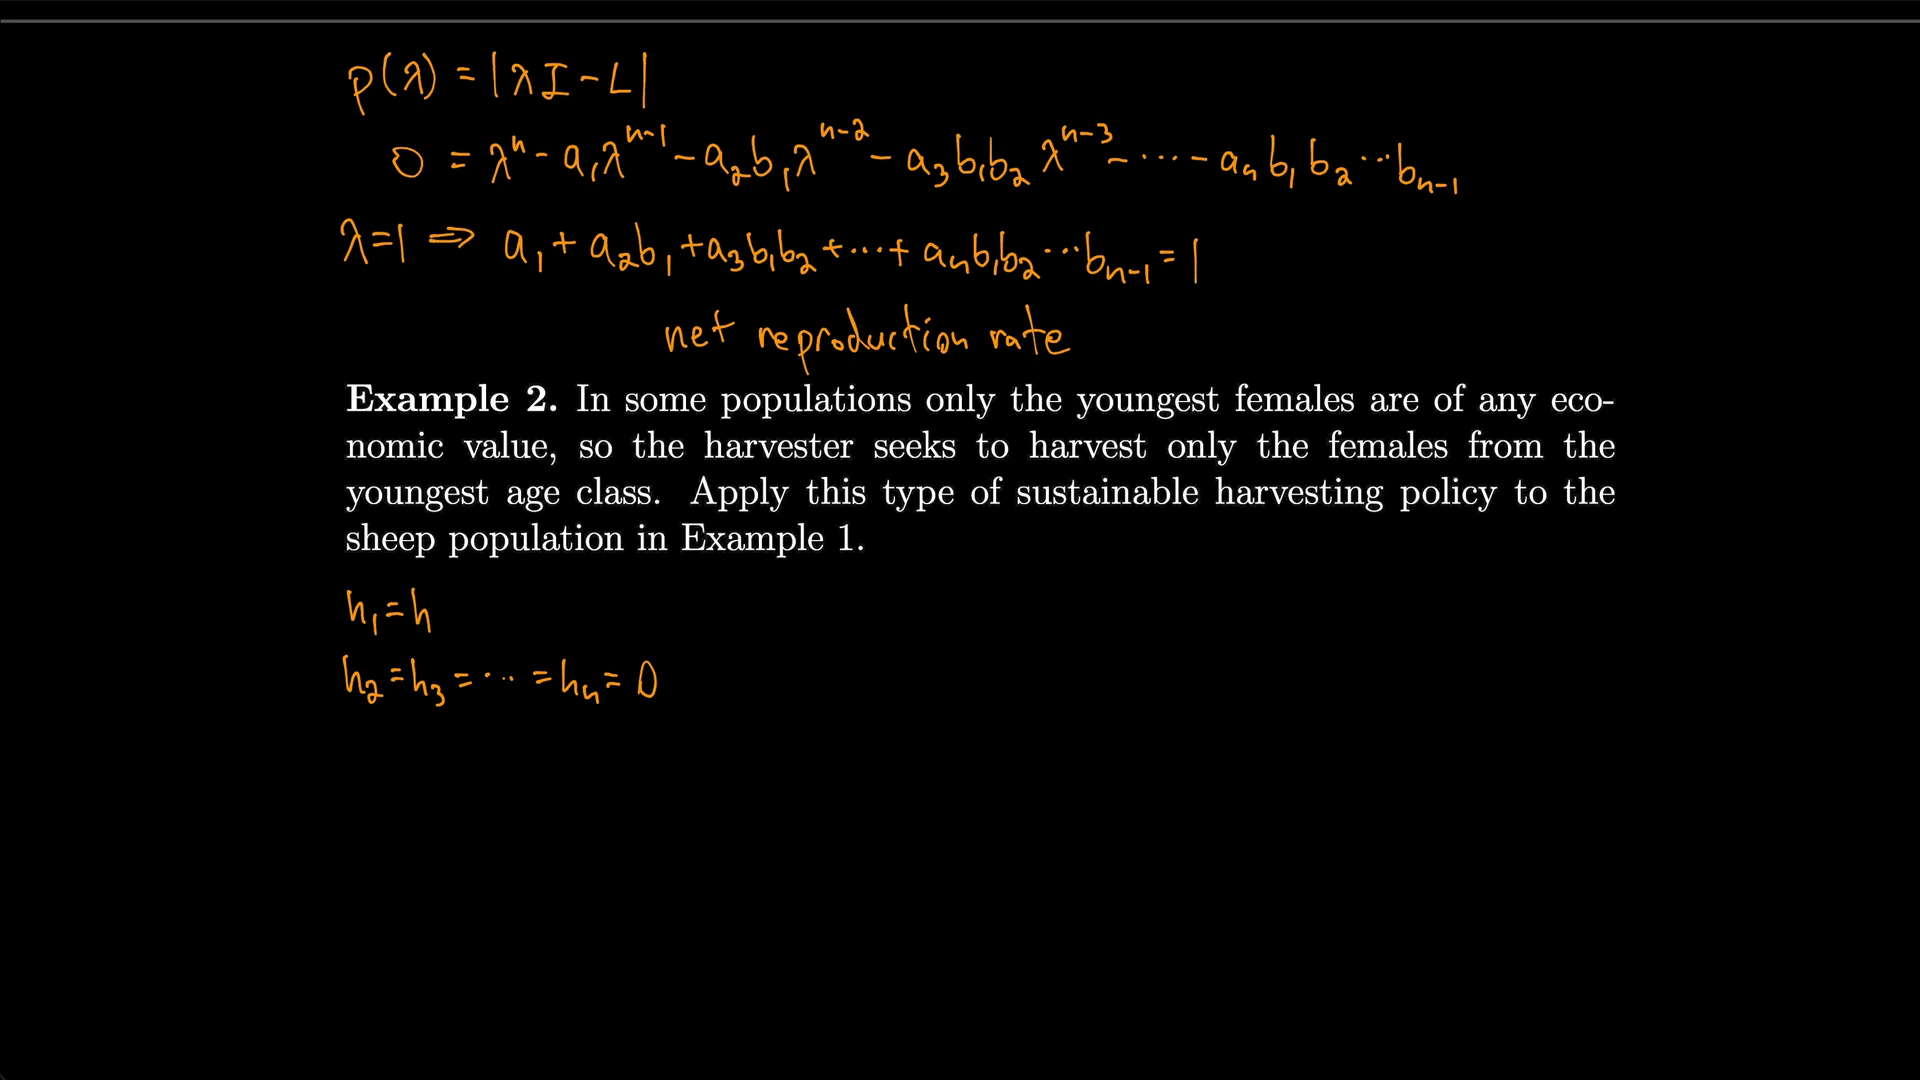 p(λ) = |λI - L|
0 = λⁿ - a₁λⁿ⁻¹ - a₂b₁λⁿ⁻² - a₃b₁b₂λⁿ⁻³ - ··· - aₙb₁b₂···bₙ₋₁
λ=1 ⟹ a₁ + a₂b₁ + a₃b₁b₂ + ··· + aₙb₁b₂···bₙ₋₁ = 1
net reproduction rate
Example 2. In some populations only the youngest females are of any eco-
nomic value, so the harvester seeks to harvest only the females from the
youngest age class. Apply this type of sustainable harvesting policy to the
sheep population in Example 1.
h₁ = h
h₂ = h₃ = ··· = hₙ = 0